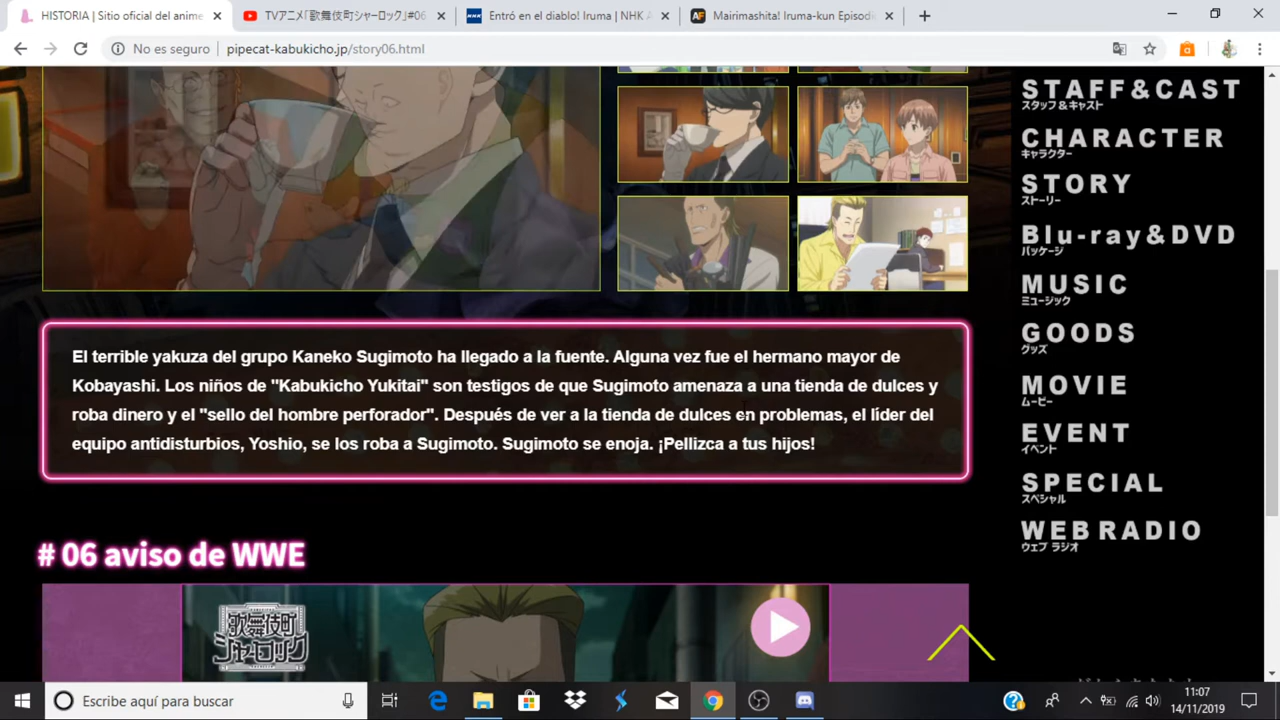 HISTORIA | Sitio oficial del anime
TVアニメ「歌舞伎町シャーロック」#06
Entró en el diablo! Iruma | NHK A
Mairimashita! Iruma-kun Episode
No es seguro
pipecat-kabukicho.jp/story06.html
STAFF&CAST
スタッフ&キャスト
CHARACTER
キャラクター
STORY
ストーリー
Blu-ray&DVD
パッケージ
MUSIC
ミュージック
GOODS
グッズ
MOVIE
ムービー
EVENT
イベント
SPECIAL
スペシャル
WEB RADIO
ウェブ ラジオ
El terrible yakuza del grupo Kaneko Sugimoto ha llegado a la fuente. Alguna vez fue el hermano mayor de
Kobayashi. Los niños de "Kabukicho Yukitai" son testigos de que Sugimoto amenaza a una tienda de dulces y
roba dinero y el "sello del hombre perforador". Después de ver a la tienda de dulces en problemas, el líder del
equipo antidisturbios, Yoshio, se los roba a Sugimoto. Sugimoto se enoja. ¡Pellizca a tus hijos!
# 06 aviso de WWE
歌舞伎町
シャーロック
Escribe aquí para buscar
11:07
14/11/2019